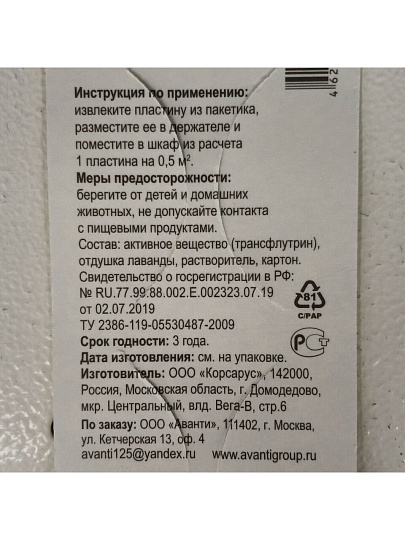 Инструкция по применению:
извлеките пластину из пакетика,
разместите ее в держателе и
поместите в шкаф из расчета
1 пластина на 0,5 м².
Меры предосторожности:
берегите от детей и домашних
животных, не допускайте контакта
с пищевыми продуктами.
Состав: активное вещество (трансфлутрин),
отдушка лаванды, растворитель, картон.
Свидетельство о госрегистрации в РФ:
№ RU.77.99.88.002.Е.002323.07.19
от 02.07.2019
ТУ 2386-119-05530487-2009
Срок годности: 3 года.
Дата изготовления: см. на упаковке.
Изготовитель: ООО «Корсарус», 142000,
Россия, Московская область, г. Домодедово,
мкр. Центральный, влд. Вега-В, стр.6
По заказу: ООО «Аванти», 111402, г. Москва,
ул. Кетчерская 13, оф. 4
avanti125@yandex.ru www.avantigroup.ru
4 62
81
C/PAP
РСТ